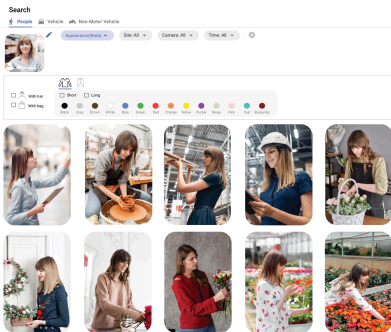 Search
People Vehicle Non-Motor Vehicle
Appearance(Beta) Site: All Camera: All Time: All
With hat
With bag
Short Long
Black Gray Brown White Blue Green Red Orange Yellow Purple Beige Pink Teal Burgundy